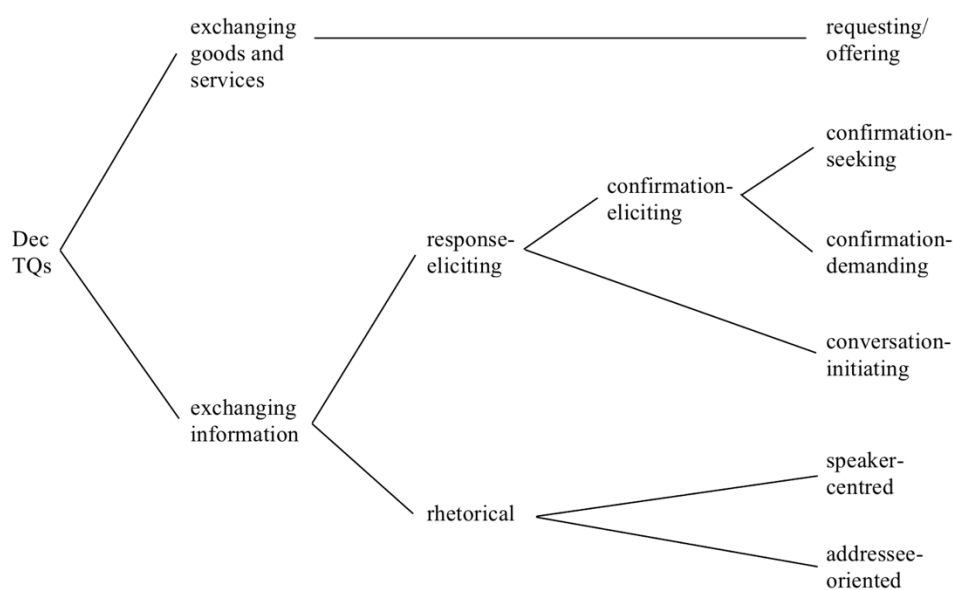 exchanging
goods and
services
requesting/
offering
confirmation-
seeking
confirmation-
eliciting
Dec
TQs
response-
eliciting
confirmation-
demanding
conversation-
initiating
exchanging
information
speaker-
centred
rhetorical
addressee-
oriented